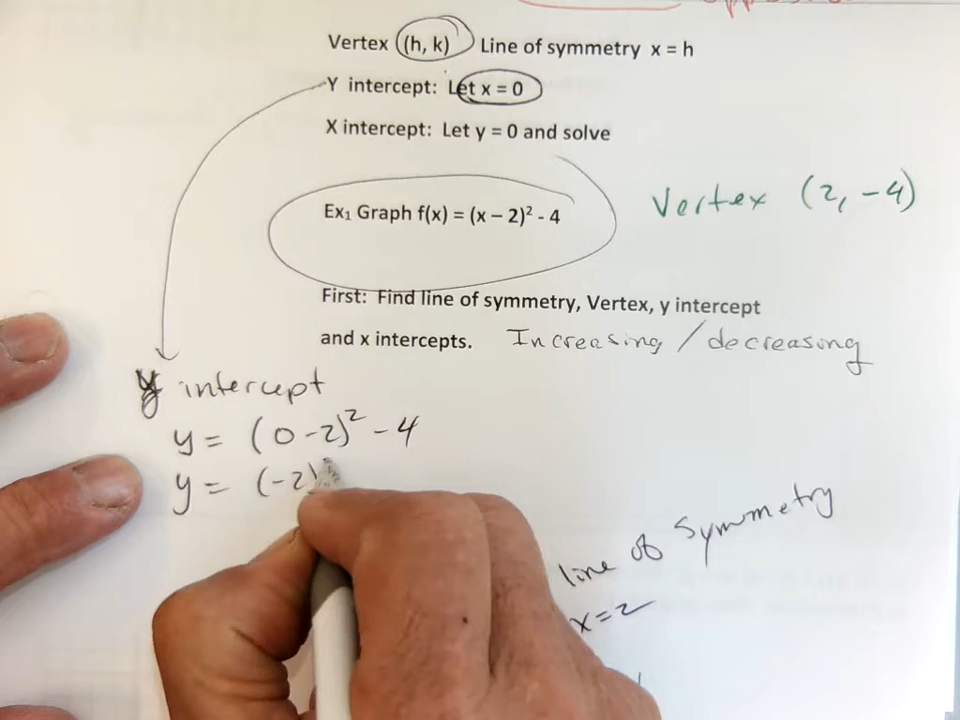 Vertex (h, k) Line of symmetry x = h
Y intercept: Let x = 0
X intercept: Let y = 0 and solve
Ex₁ Graph f(x) = (x – 2)² - 4
Vertex (2, -4)
First: Find line of symmetry, Vertex, y intercept
and x intercepts. Increasing / decreasing
y intercept
y = (0 - 2)² - 4
y = (-2)
line of symmetry
x = 2